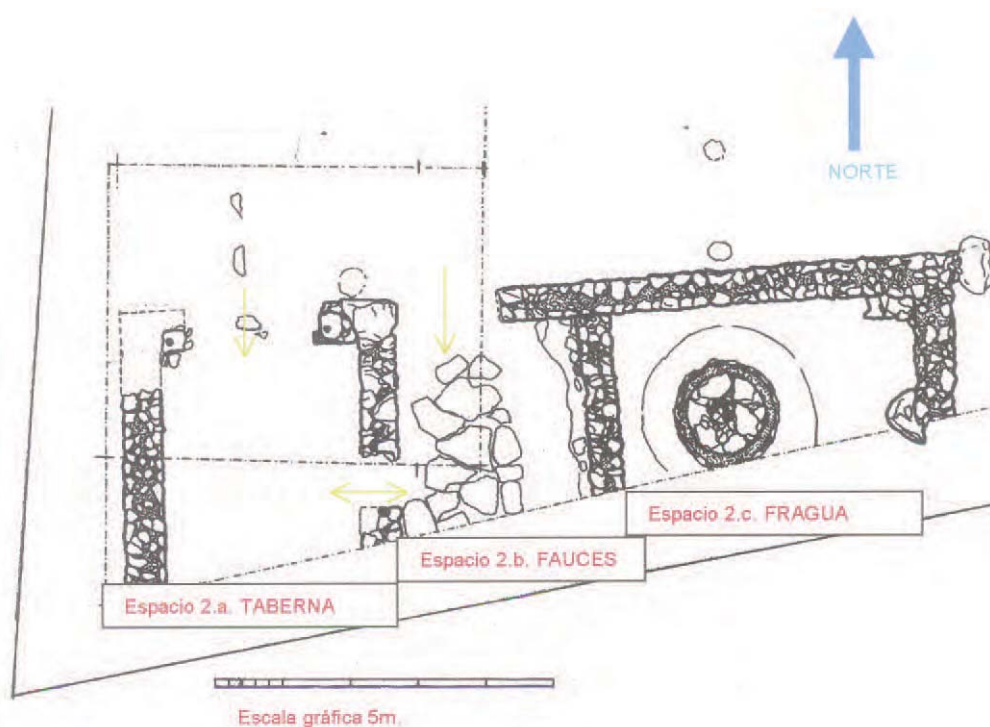 NORTE
Espacio 2.c. FRAGUA
Espacio 2.b. FAUCES
Espacio 2.a. TABERNA
Escala gráfica 5m.